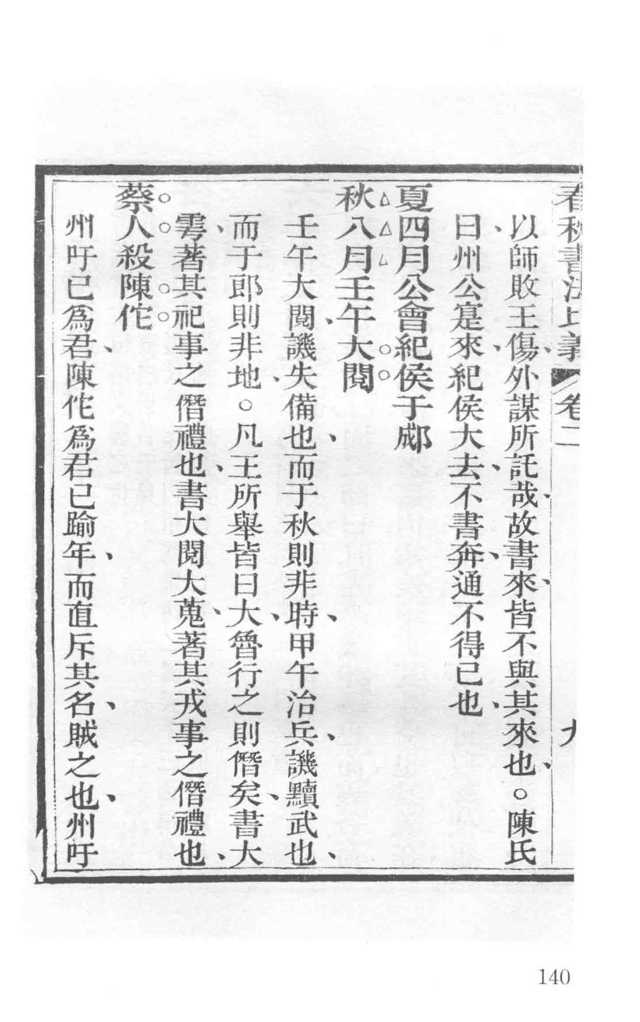 春秋書法比義 卷二 九
以師敗王傷外謀所託哉故書來皆不與其來也○陳氏
曰州公寔來紀侯大去不書奔通不得已也
夏四月公會紀侯于郕
秋八月壬午大閱
壬午大閱譏失備也而于秋則非時甲午治兵譏黷武也
而于郎則非地○凡王所舉皆曰大魯行之則僭矣書大
雩著其祀事之僭禮也書大閱大蒐著其戎事之僭禮也
蔡人殺陳佗
州吁已爲君陳佗爲君已踰年而直斥其名賊之也州吁
140